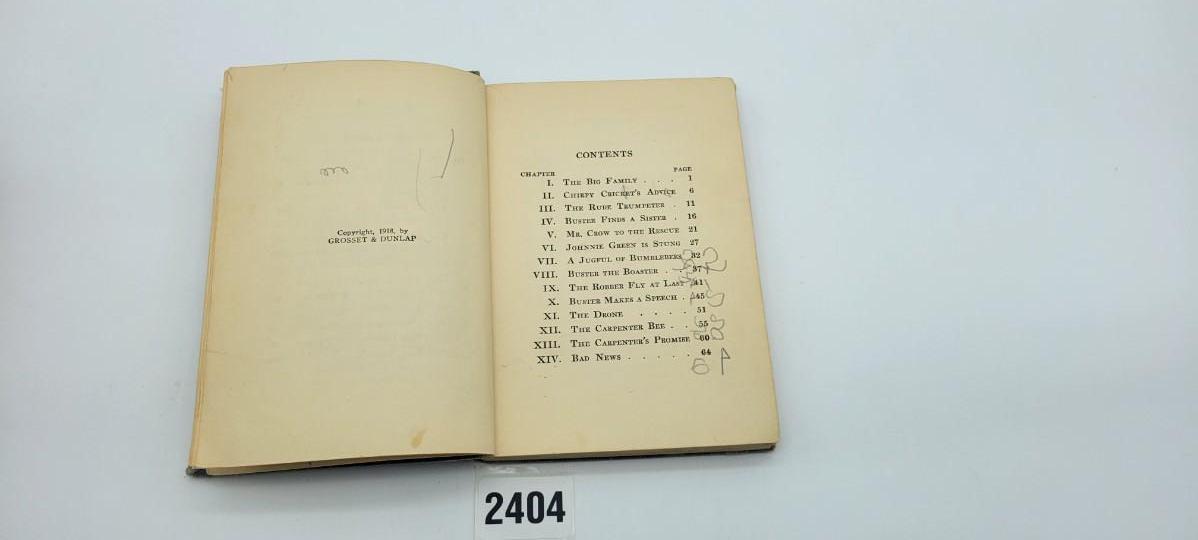 Copyright, 1918, by
GROSSET & DUNLAP
CONTENTS
CHAPTER PAGE
I. The Big Family . . . 1
II. Chirpy Cricket's Advice 6
III. The Rude Trumpeter . 11
IV. Buster Finds a Sister . 16
V. Mr. Crow to the Rescue 21
VI. Johnnie Green is Stung 27
VII. A Jugful of Bumblebees 32
VIII. Buster the Boaster . . 37
IX. The Robber Fly at Last 41
X. Buster Makes a Speech . 45
XI. The Drone . . . . 51
XII. The Carpenter Bee . . 55
XIII. The Carpenter's Promise 60
XIV. Bad News . . . . . 64
2404